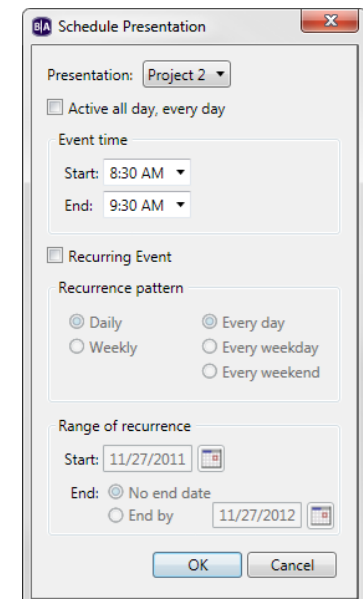 B|A Schedule Presentation
Presentation: Project 2
Active all day, every day
Event time
Start: 8:30 AM
End: 9:30 AM
Recurring Event
Recurrence pattern
Daily Every day
Weekly Every weekday
Every weekend
Range of recurrence
Start: 11/27/2011
End: No end date
End by 11/27/2012
OK Cancel